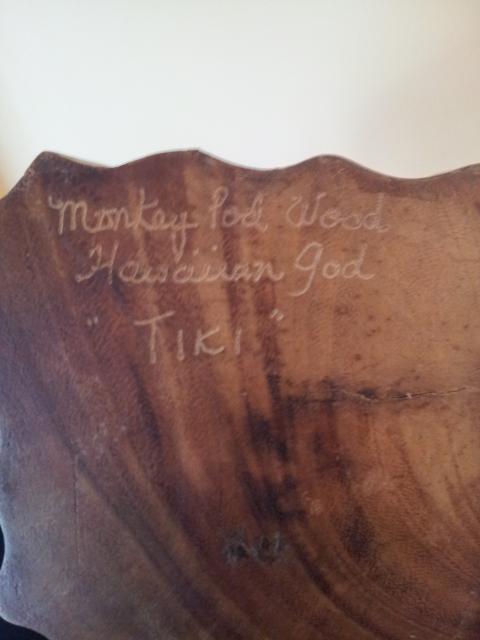 Monkey Pod Wood
Hawaiian God
" TIKI "